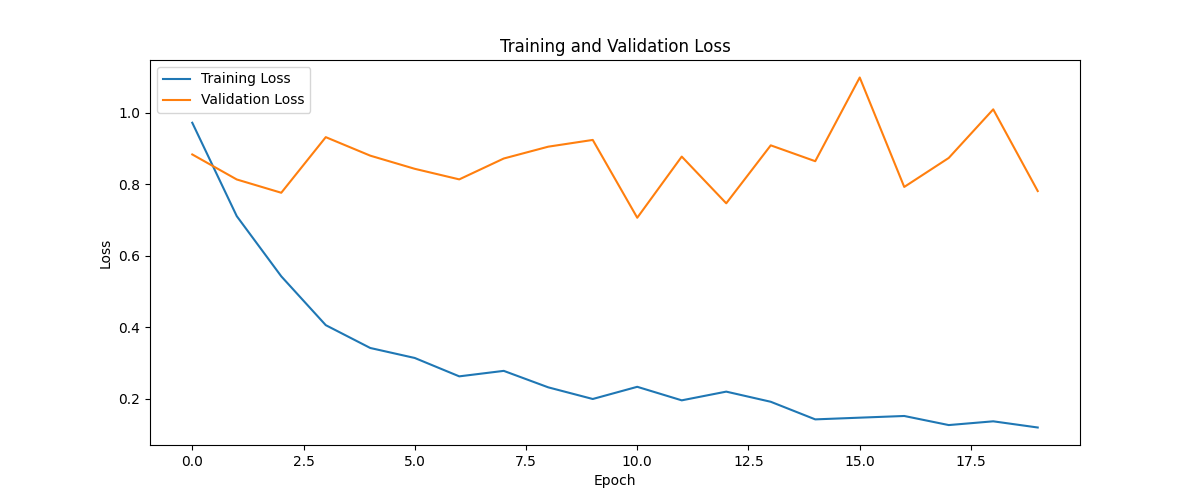 Training and Validation Loss
Training Loss
Validation Loss
1.0
0.8
0.6
0.4
0.2
Loss
0.0 2.5 5.0 7.5 10.0 12.5 15.0 17.5
Epoch